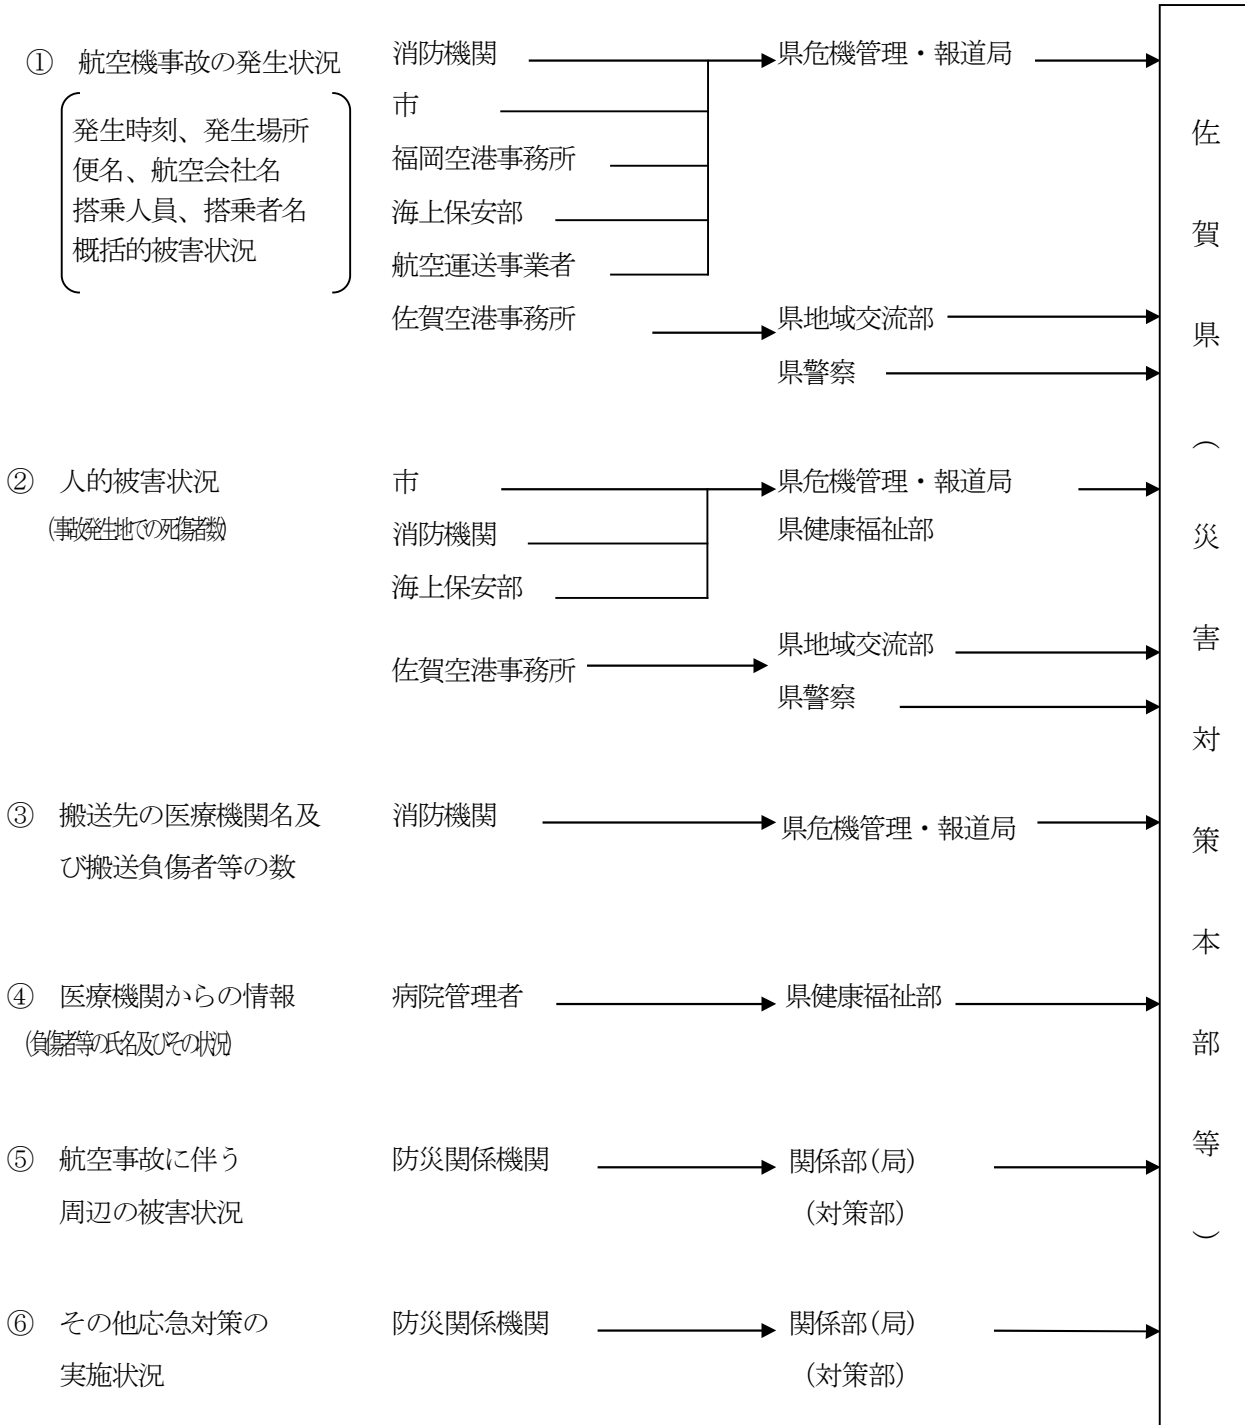 ① 航空機事故の発生状況
発生時刻、発生場所
便名、航空会社名
搭乗人員、搭乗者名
概括的被害状況
消防機関
県危機管理・報道局
市
福岡空港事務所
海上保安部
航空運送事業者
佐賀空港事務所
県地域交流部
県警察
② 人的被害状況
(事故発生地での死傷者数)
市
県危機管理・報道局
消防機関
県健康福祉部
海上保安部
佐賀空港事務所
県地域交流部
県警察
③ 搬送先の医療機関名及
び搬送負傷者等の数
消防機関
県危機管理・報道局
④ 医療機関からの情報
(負傷者等の氏名及びその状況)
病院管理者
県健康福祉部
⑤ 航空事故に伴う
周辺の被害状況
防災関係機関
関係部(局)
(対策部)
⑥ その他応急対策の
実施状況
防災関係機関
関係部(局)
(対策部)
佐賀県(災害対策本部等)